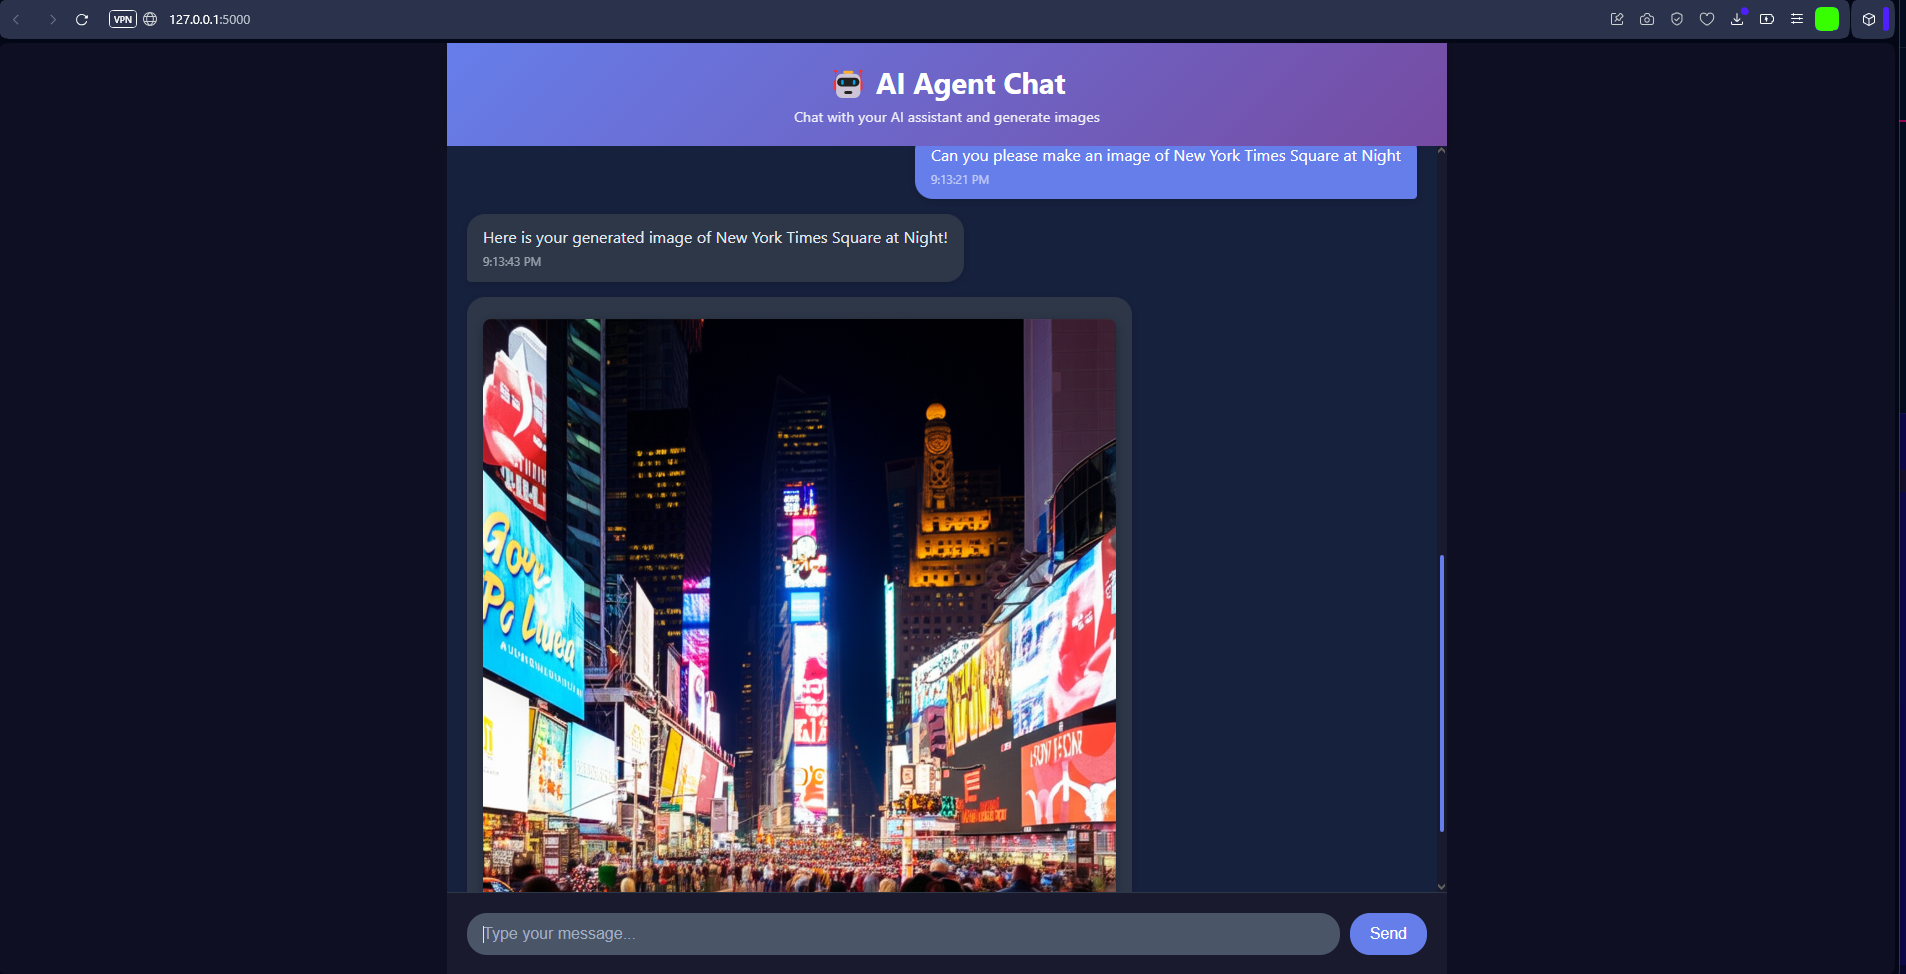 VPN
127.0.0.1:5000
AI Agent Chat
Chat with your AI assistant and generate images
Can you please make an image of New York Times Square at Night
9:13:21 PM
Here is your generated image of New York Times Square at Night!
9:13:43 PM
Type your message...
Send